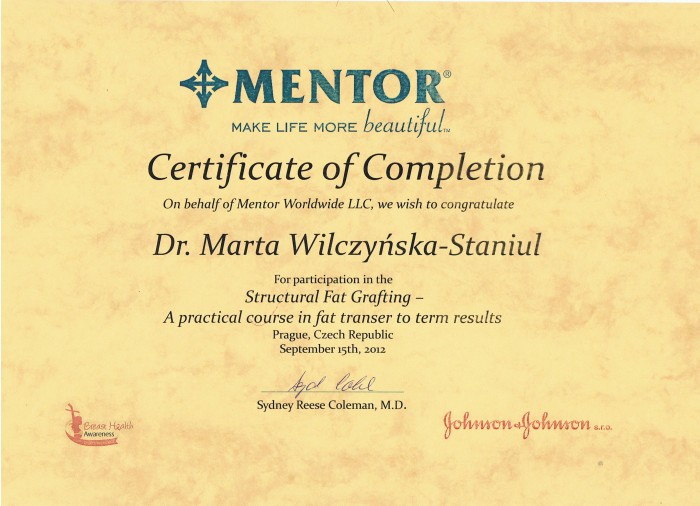 MENTOR®
MAKE LIFE MORE beautiful™
Certificate of Completion
On behalf of Mentor Worldwide LLC, we wish to congratulate
Dr. Marta Wilczyńska-Staniul
For participation in the
Structural Fat Grafting –
A practical course in fat transer to term results
Prague, Czech Republic
September 15th, 2012
Sydney Reese Coleman, M.D.
Breast Health
Awareness
Johnson & Johnson s.r.o.